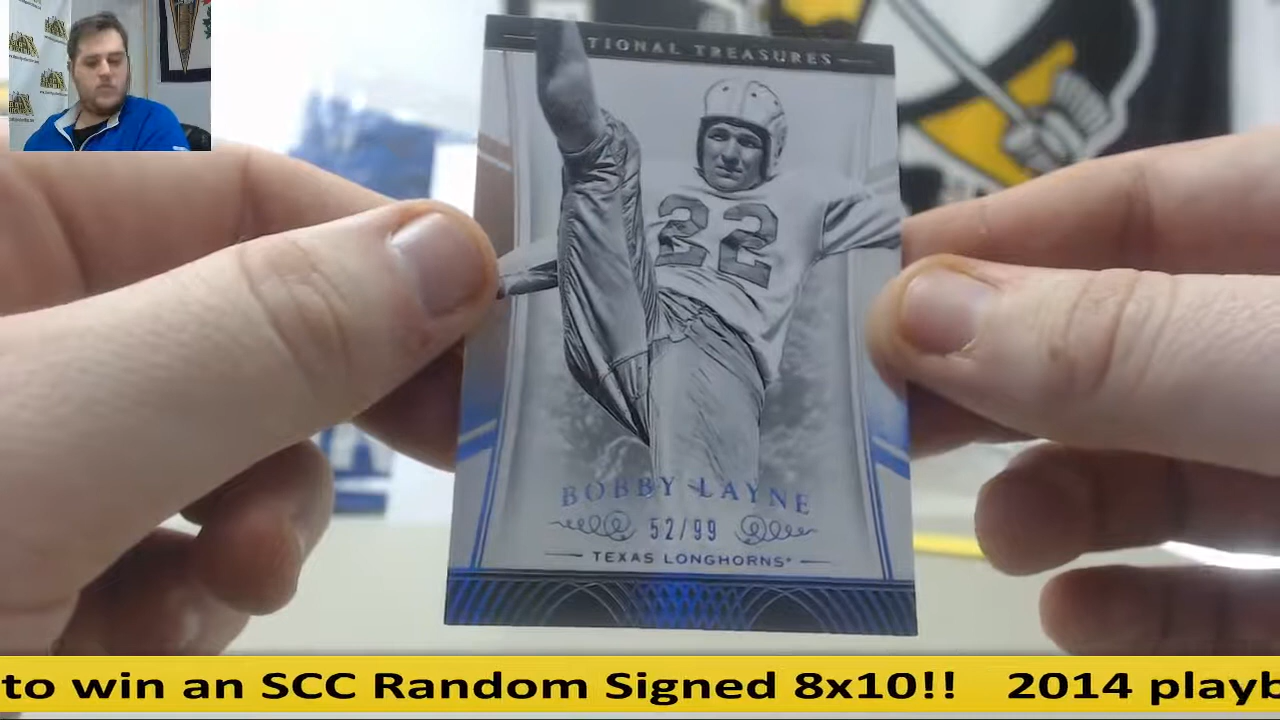 TIONAL TREASURES
22
BOBBY LAYNE
52/99
TEXAS LONGHORNS
to win an SCC Random Signed 8x10!! 2014 playb